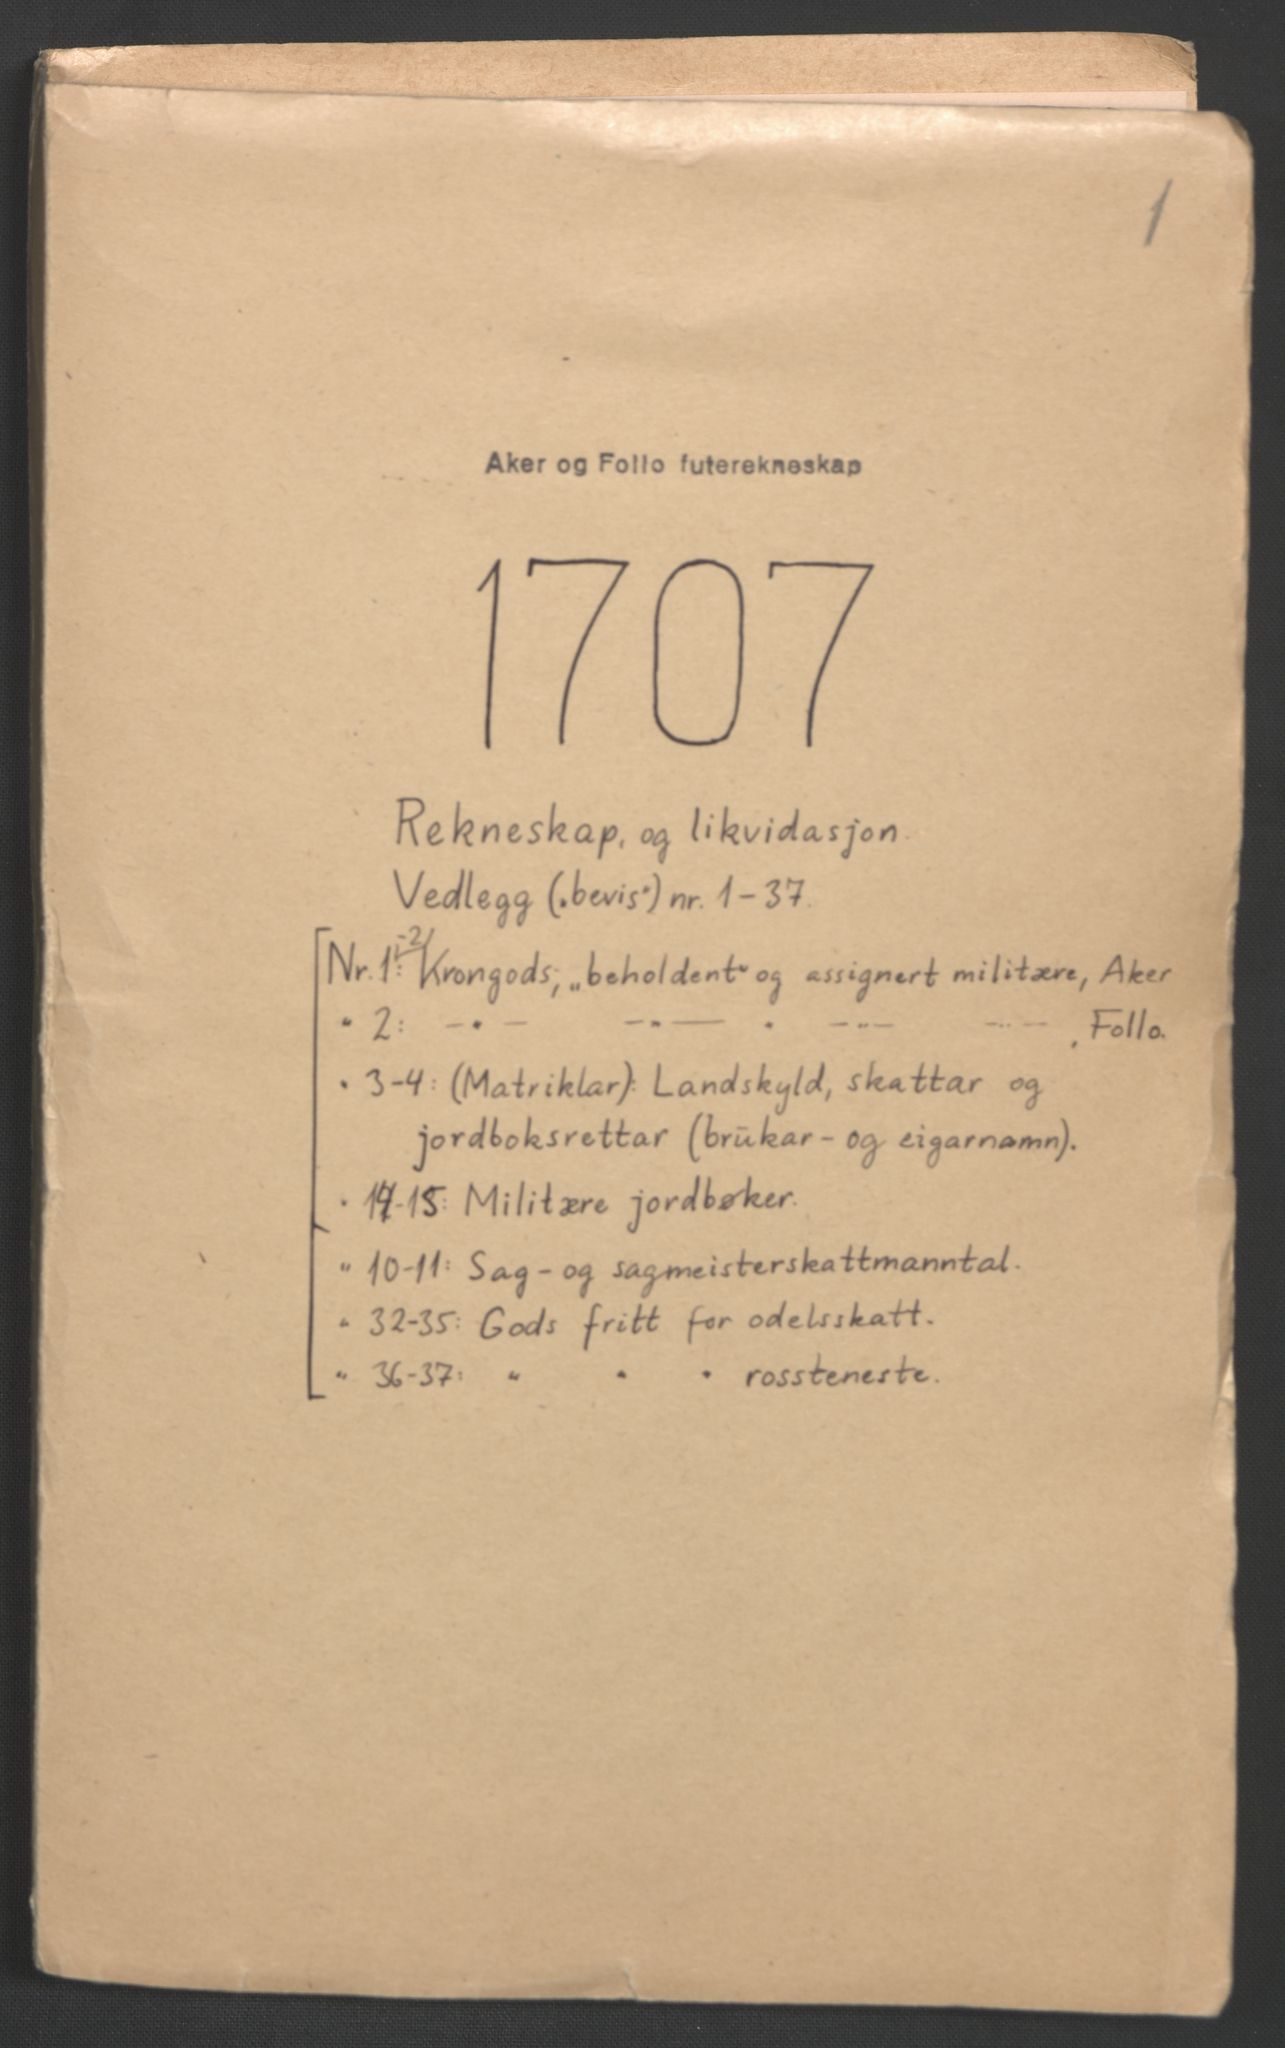 1
Aker og Follo futerekneskap
1707
Rekneskap, og likvidasjon.
Vedlegg („bevis“) nr. 1-37.
Nr. 1-2: Krongods, „beholdent“ og assignert militære, Aker
" 2: -"- -"- " -"- -"- , Follo.
" 3-4: (Matriklar): Landskyld, skattar og
jordboksrettar (brūkar- og eigarnamn).
" 14-15: Militære jordbøker.
" 10-11: Sag- og sagmeisterskattmanntal.
" 32-35: Gods fritt for odelsskatt.
" 36-37: " " " rossteneste.